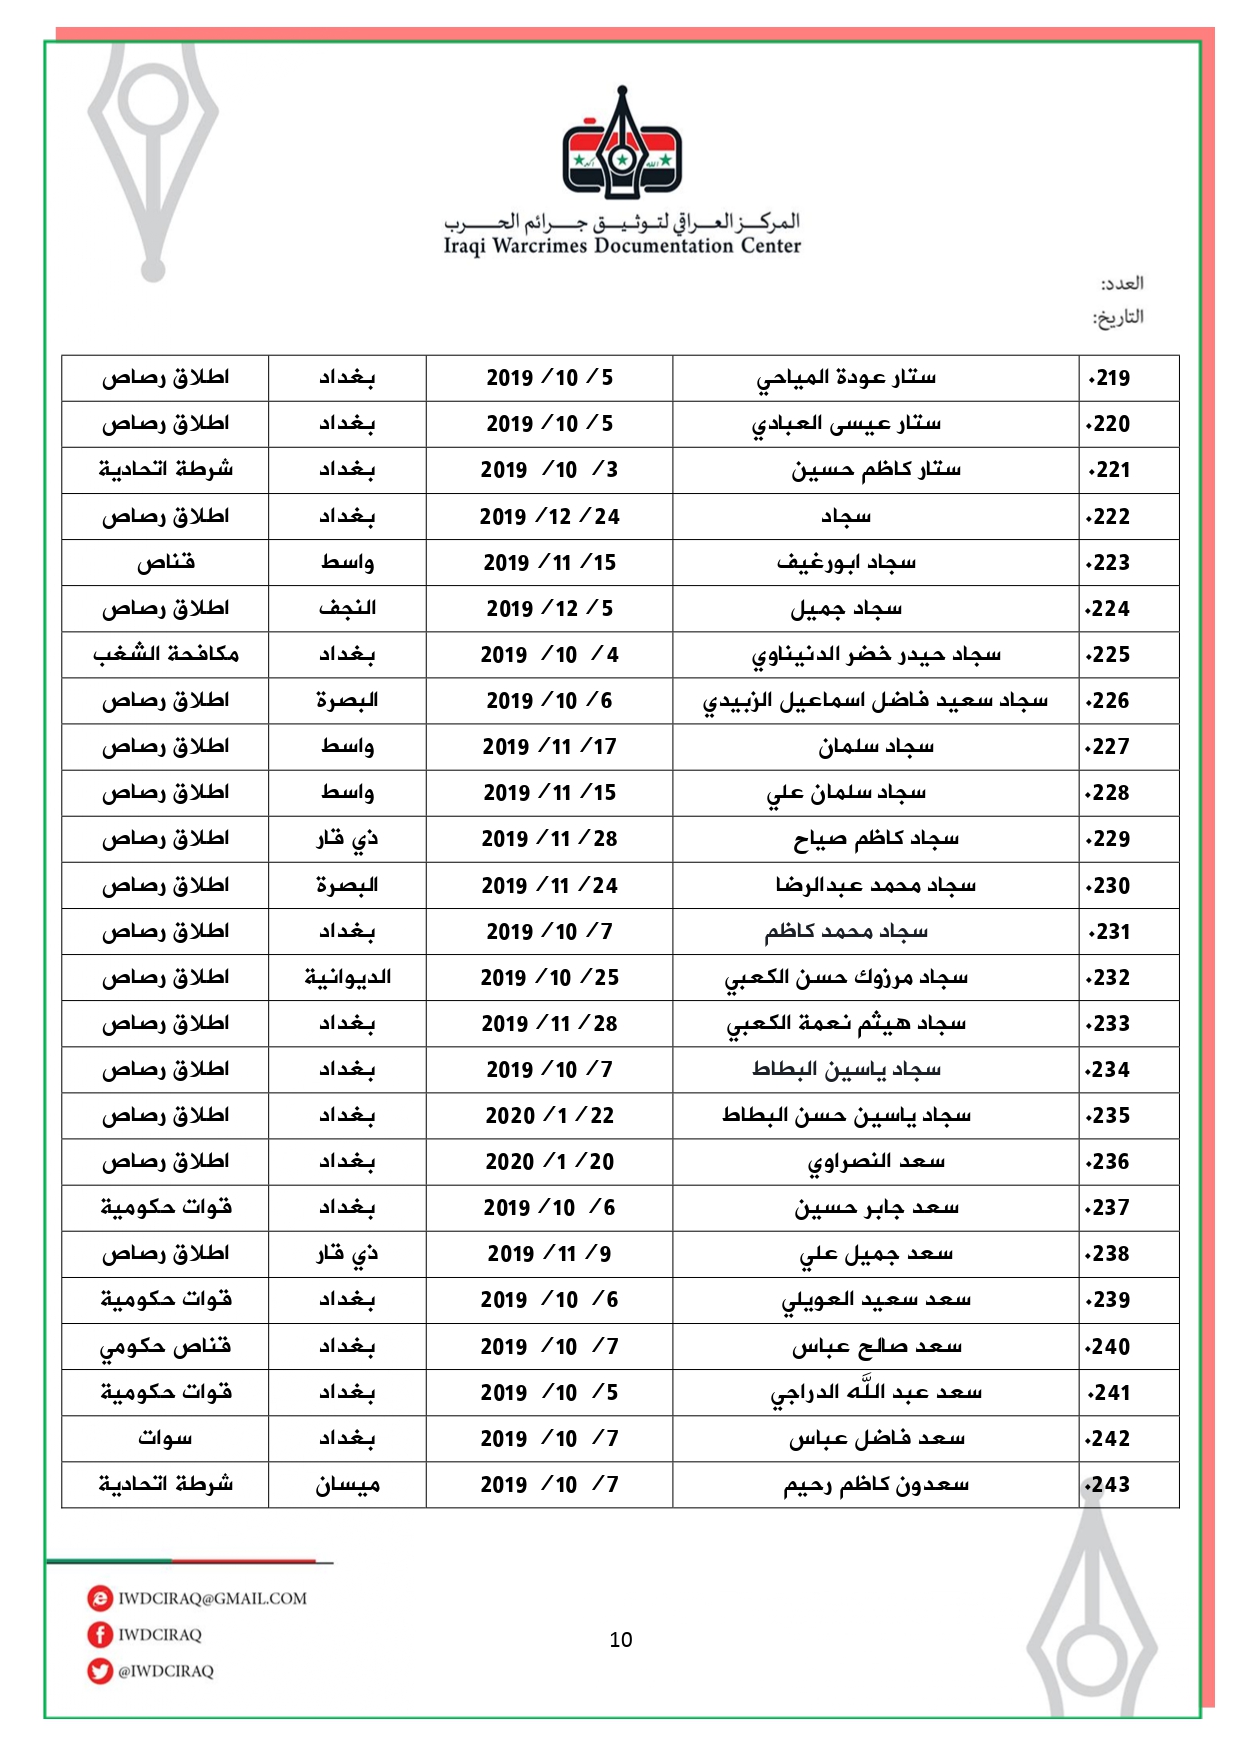 المركز العراقي لتوثيق جرائم الحرب
Iraqi Warcrimes Documentation Center
العدد:
التاريخ:
219. ستار عودة المياحي 5/ 10/ 2019 بغداد اطلاق رصاص
220. ستار عيسى العبادي 5/ 10/ 2019 بغداد اطلاق رصاص
221. ستار كاظم حسين 3/ 10/ 2019 بغداد شرطة اتحادية
222. سجاد 24/ 12/ 2019 بغداد اطلاق رصاص
223. سجاد ابورغيف 15/ 11/ 2019 واسط قناص
224. سجاد جميل 5/ 12/ 2019 النجف اطلاق رصاص
225. سجاد حيدر خضر الدنيناوي 4/ 10/ 2019 بغداد مكافحة الشغب
226. سجاد سعيد فاضل اسماعيل الزبيدي 6/ 10/ 2019 البصرة اطلاق رصاص
227. سجاد سلمان 17/ 11/ 2019 واسط اطلاق رصاص
228. سجاد سلمان علي 15/ 11/ 2019 واسط اطلاق رصاص
229. سجاد كاظم صياح 28/ 11/ 2019 ذي قار اطلاق رصاص
230. سجاد محمد عبدالرضا 24/ 11/ 2019 البصرة اطلاق رصاص
231. سجاد محمد كاظم 7/ 10/ 2019 بغداد اطلاق رصاص
232. سجاد مرزوك حسن الكعبي 25/ 10/ 2019 الديوانية اطلاق رصاص
233. سجاد هيثم نعمة الكعبي 28/ 11/ 2019 بغداد اطلاق رصاص
234. سجاد ياسين البطاط 7/ 10/ 2019 بغداد اطلاق رصاص
235. سجاد ياسين حسن البطاط 22/ 1/ 2020 بغداد اطلاق رصاص
236. سعد النصراوي 20/ 1/ 2020 بغداد اطلاق رصاص
237. سعد جابر حسين 6/ 10/ 2019 بغداد قوات حكومية
238. سعد جميل علي 9/ 11/ 2019 ذي قار اطلاق رصاص
239. سعد سعيد العويلي 6/ 10/ 2019 بغداد قوات حكومية
240. سعد صالح عباس 7/ 10/ 2019 بغداد قناص حكومي
241. سعد عبد اللّه الدراجي 5/ 10/ 2019 بغداد قوات حكومية
242. سعد فاضل عباس 7/ 10/ 2019 بغداد سوات
243. سعدون كاظم رحيم 7/ 10/ 2019 ميسان شرطة اتحادية
IWDCIRAQ@GMAIL.COM
IWDCIRAQ
@IWDCIRAQ
10